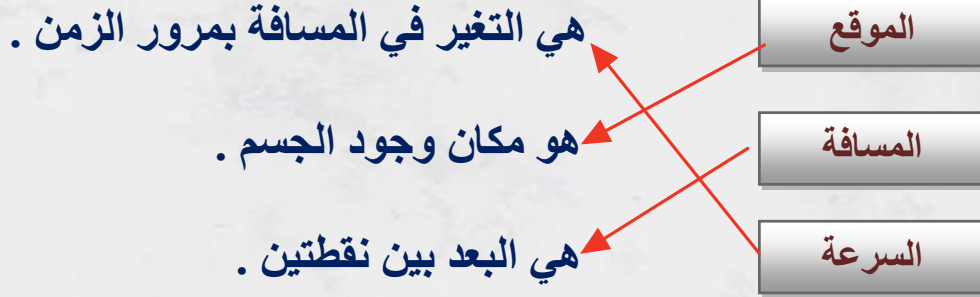 الموقع
هي التغير في المسافة بمرور الزمن .
المسافة
هو مكان وجود الجسم .
السرعة
هي البعد بين نقطتين .